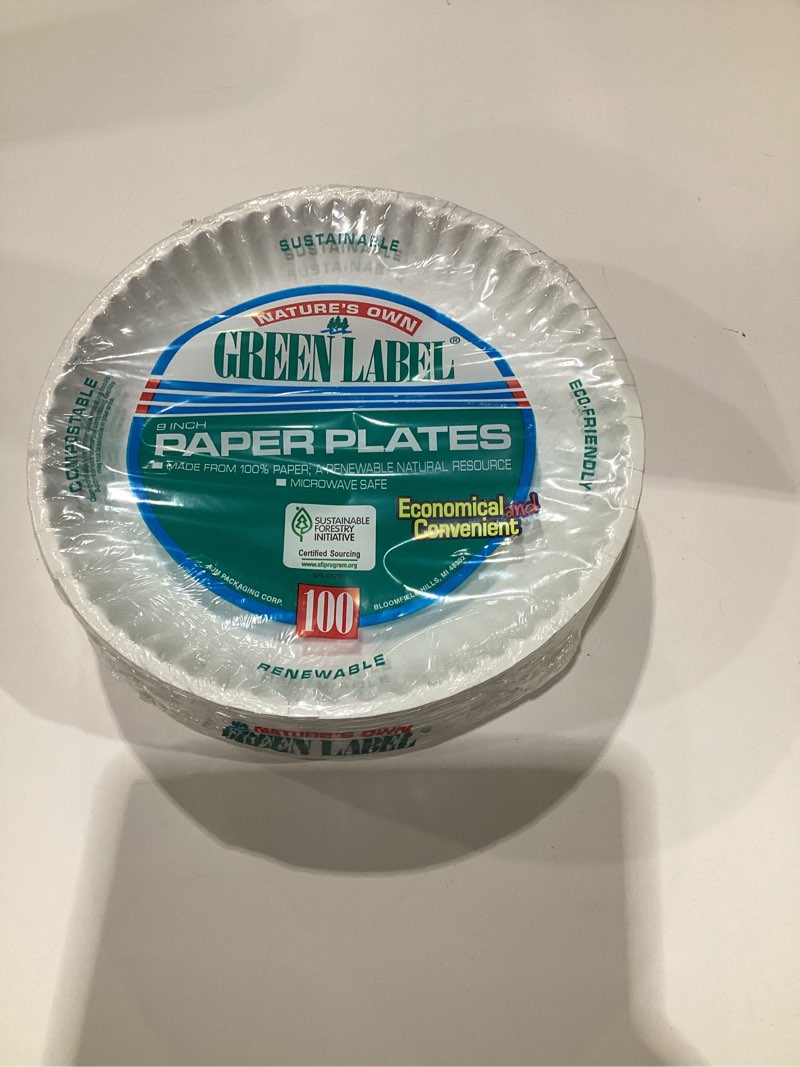 SUSTAINABLE
NATURE'S OWN
GREEN LABEL®
COMPOSTABLE
ECO-FRIENDLY
9 INCH
PAPER PLATES
MADE FROM 100% PAPER, A RENEWABLE NATURAL RESOURCE
MICROWAVE SAFE
Economical and
Convenient
SUSTAINABLE
FORESTRY
INITIATIVE
Certified Sourcing
www.sfiprogram.org
AJM PACKAGING CORP.
BLOOMFIELD HILLS, MI
100
RENEWABLE
NATURE'S OWN
GREEN LABEL®